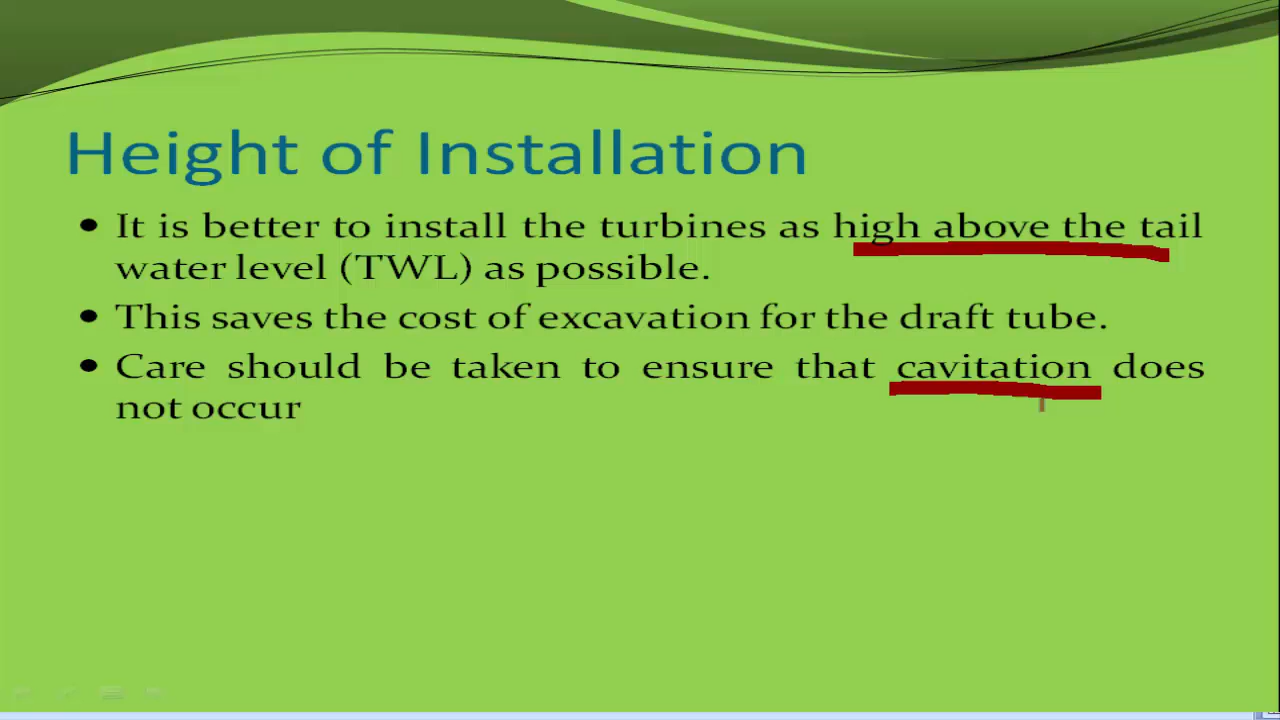 Height of Installation
• It is better to install the turbines as high above the tail
water level (TWL) as possible.
• This saves the cost of excavation for the draft tube.
• Care should be taken to ensure that cavitation does
not occur